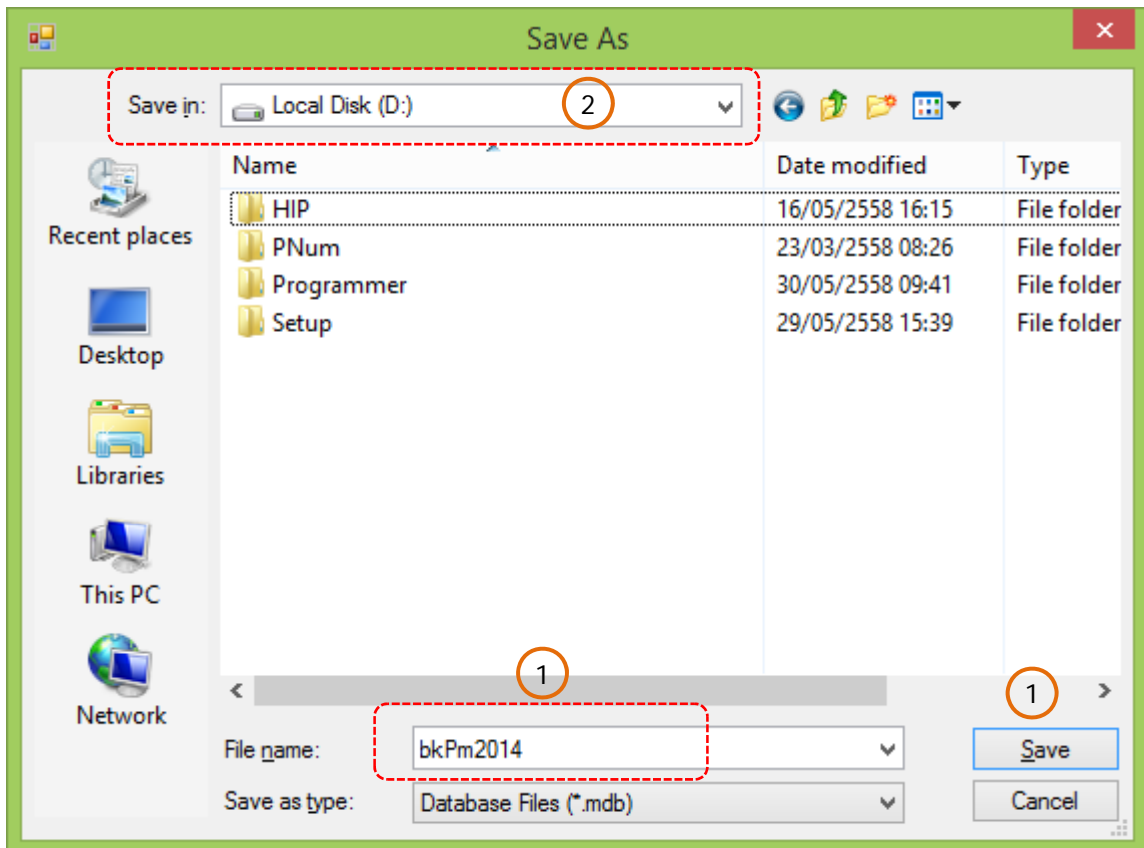 Save As
Save in: Local Disk (D:) 2
Name Date modified Type
HIP 16/05/2558 16:15 File folder
PNum 23/03/2558 08:26 File folder
Programmer 30/05/2558 09:41 File folder
Setup 29/05/2558 15:39 File folder
Recent places
Desktop
Libraries
This PC
Network
1
1
File name: bkPm2014 Save
Save as type: Database Files (*.mdb) Cancel